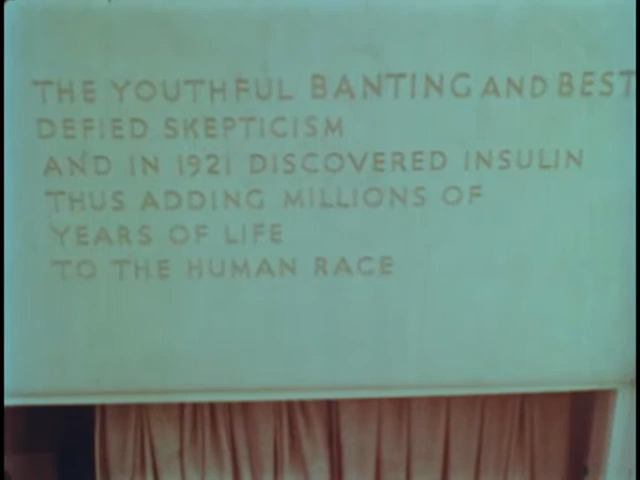 THE YOUTHFUL BANTING AND BEST
DEFIED SKEPTICISM
AND IN 1921 DISCOVERED INSULIN
THUS ADDING MILLIONS OF
YEARS OF LIFE
TO THE HUMAN RACE